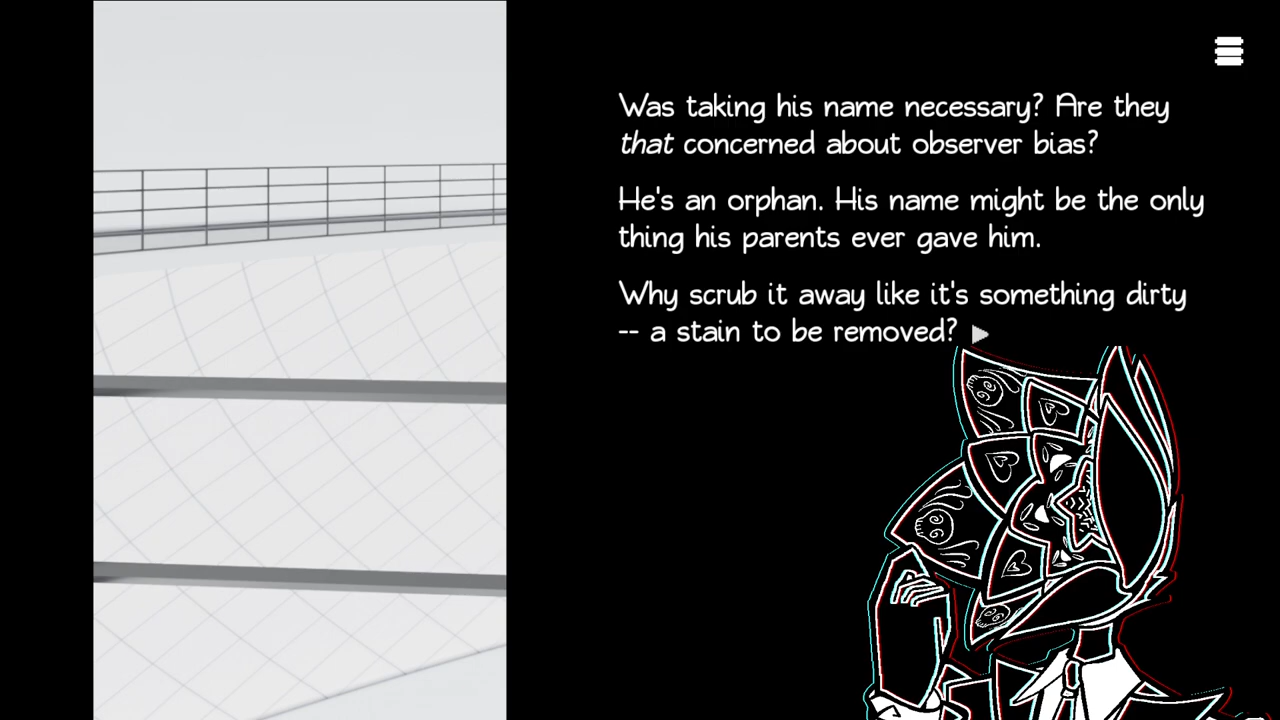 Was taking his name necessary? Are they
that concerned about observer bias?
He's an orphan. His name might be the only
thing his parents ever gave him.
Why scrub it away like it's something dirty
-- a stain to be removed?